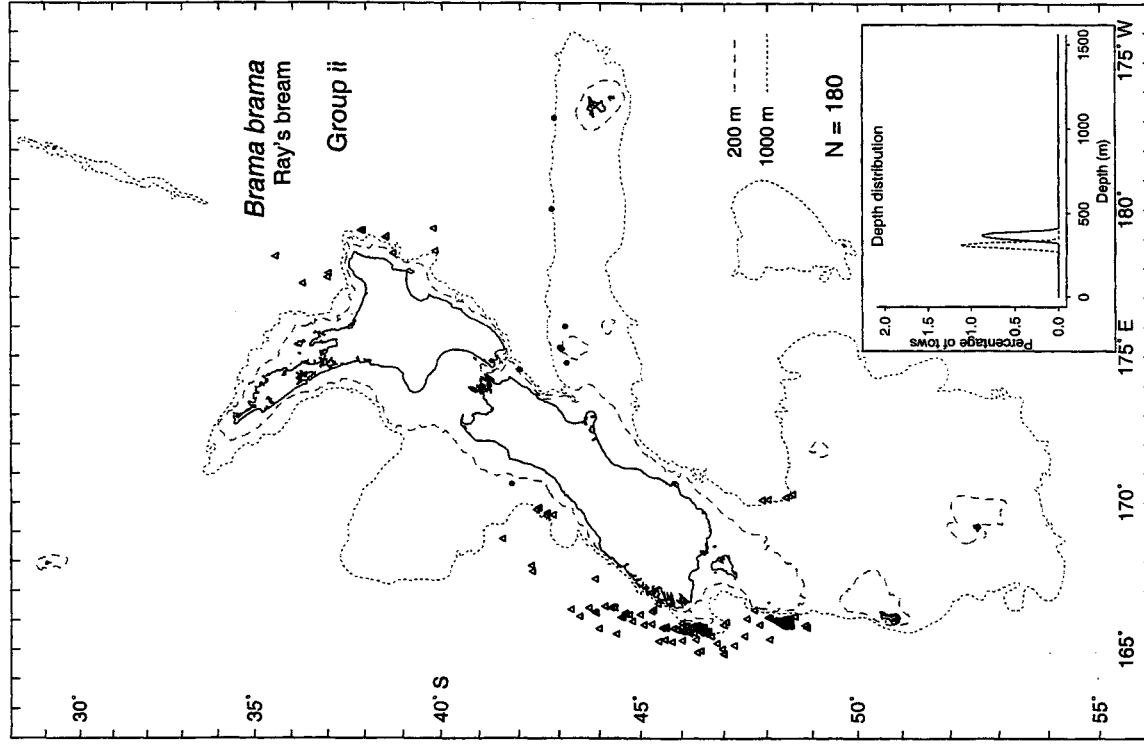 Brama brama
Ray's bream
Group ii
200 m
1000 m
N = 180
Depth distribution
Percentage of tows
2.0
1.5
1.0
0.5
0.0
0
500
1000
1500
Depth (m)
30°
35°
40° S
45°
50°
55°
165°
170°
175° E
180°
175° W